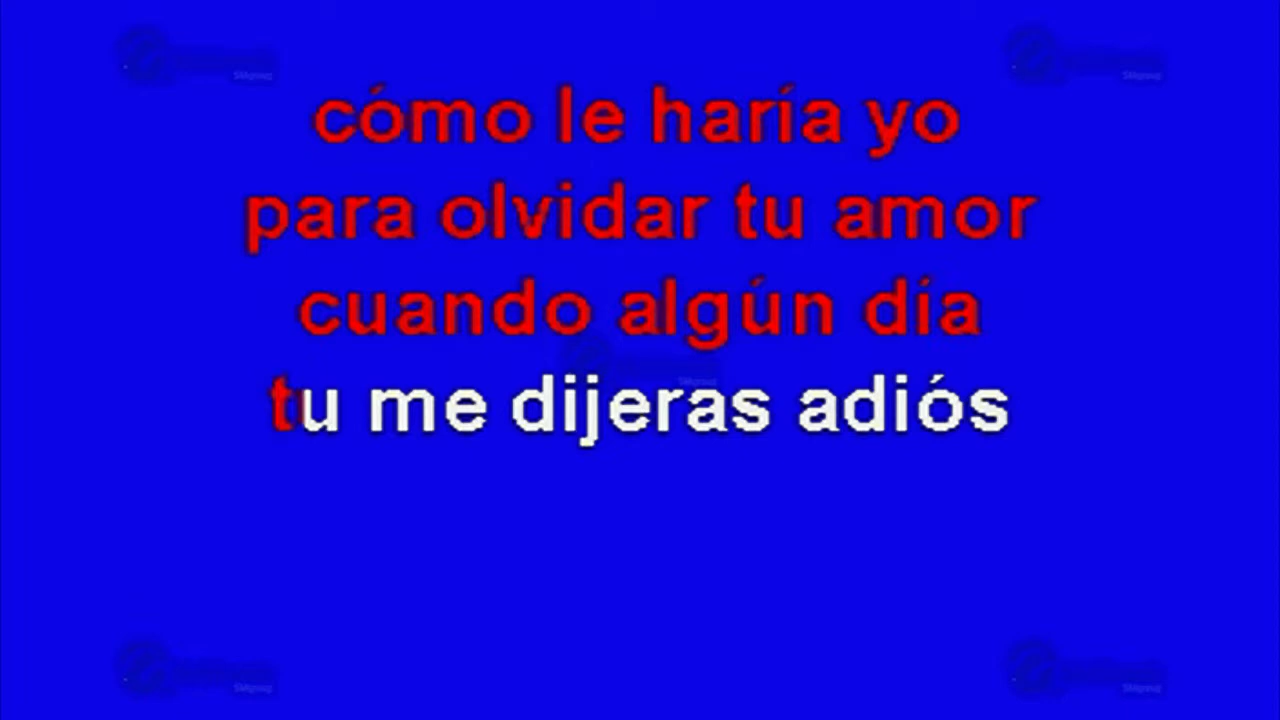 cómo le haría yo
para olvidar tu amor
cuando algún día
tu me dijeras adiós